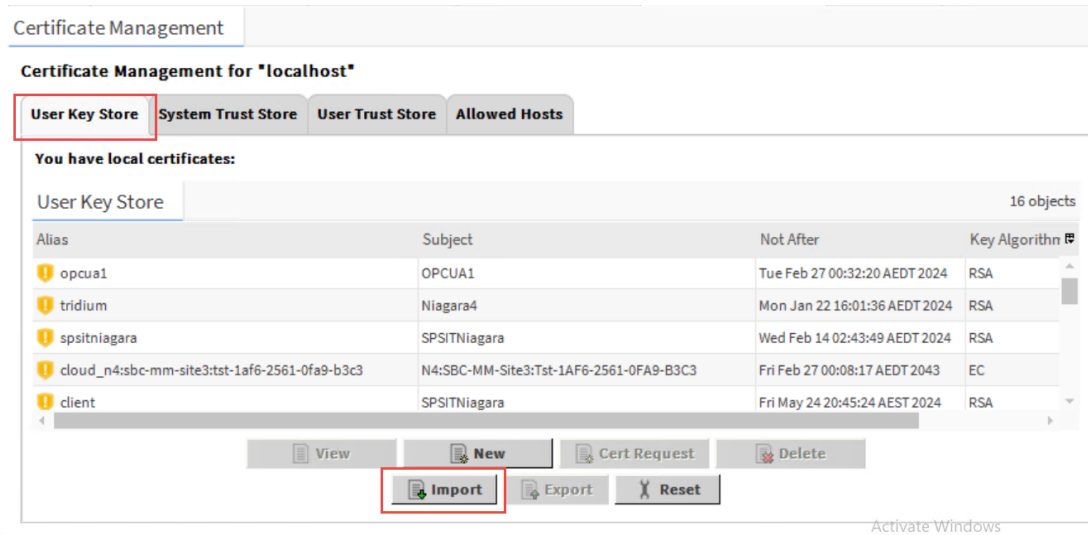 Certificate Management
Certificate Management for "localhost"
User Key Store System Trust Store User Trust Store Allowed Hosts
You have local certificates:
User Key Store 16 objects
Alias Subject Not After Key Algorithm
opcua1 OPCUA1 Tue Feb 27 00:32:20 AEDT 2024 RSA
tridium Niagara4 Mon Jan 22 16:01:36 AEDT 2024 RSA
spsitniagara SPSITNiagara Wed Feb 14 02:43:49 AEDT 2024 RSA
cloud_n4:sbc-mm-site3:tst-1af6-2561-0fa9-b3c3 N4:SBC-MM-Site3:Tst-1AF6-2561-0FA9-B3C3 Fri Feb 27 00:08:17 AEDT 2043 EC
client SPSITNiagara Fri May 24 20:45:24 AEST 2024 RSA
View New Cert Request Delete
Import Export Reset
Activate Windows